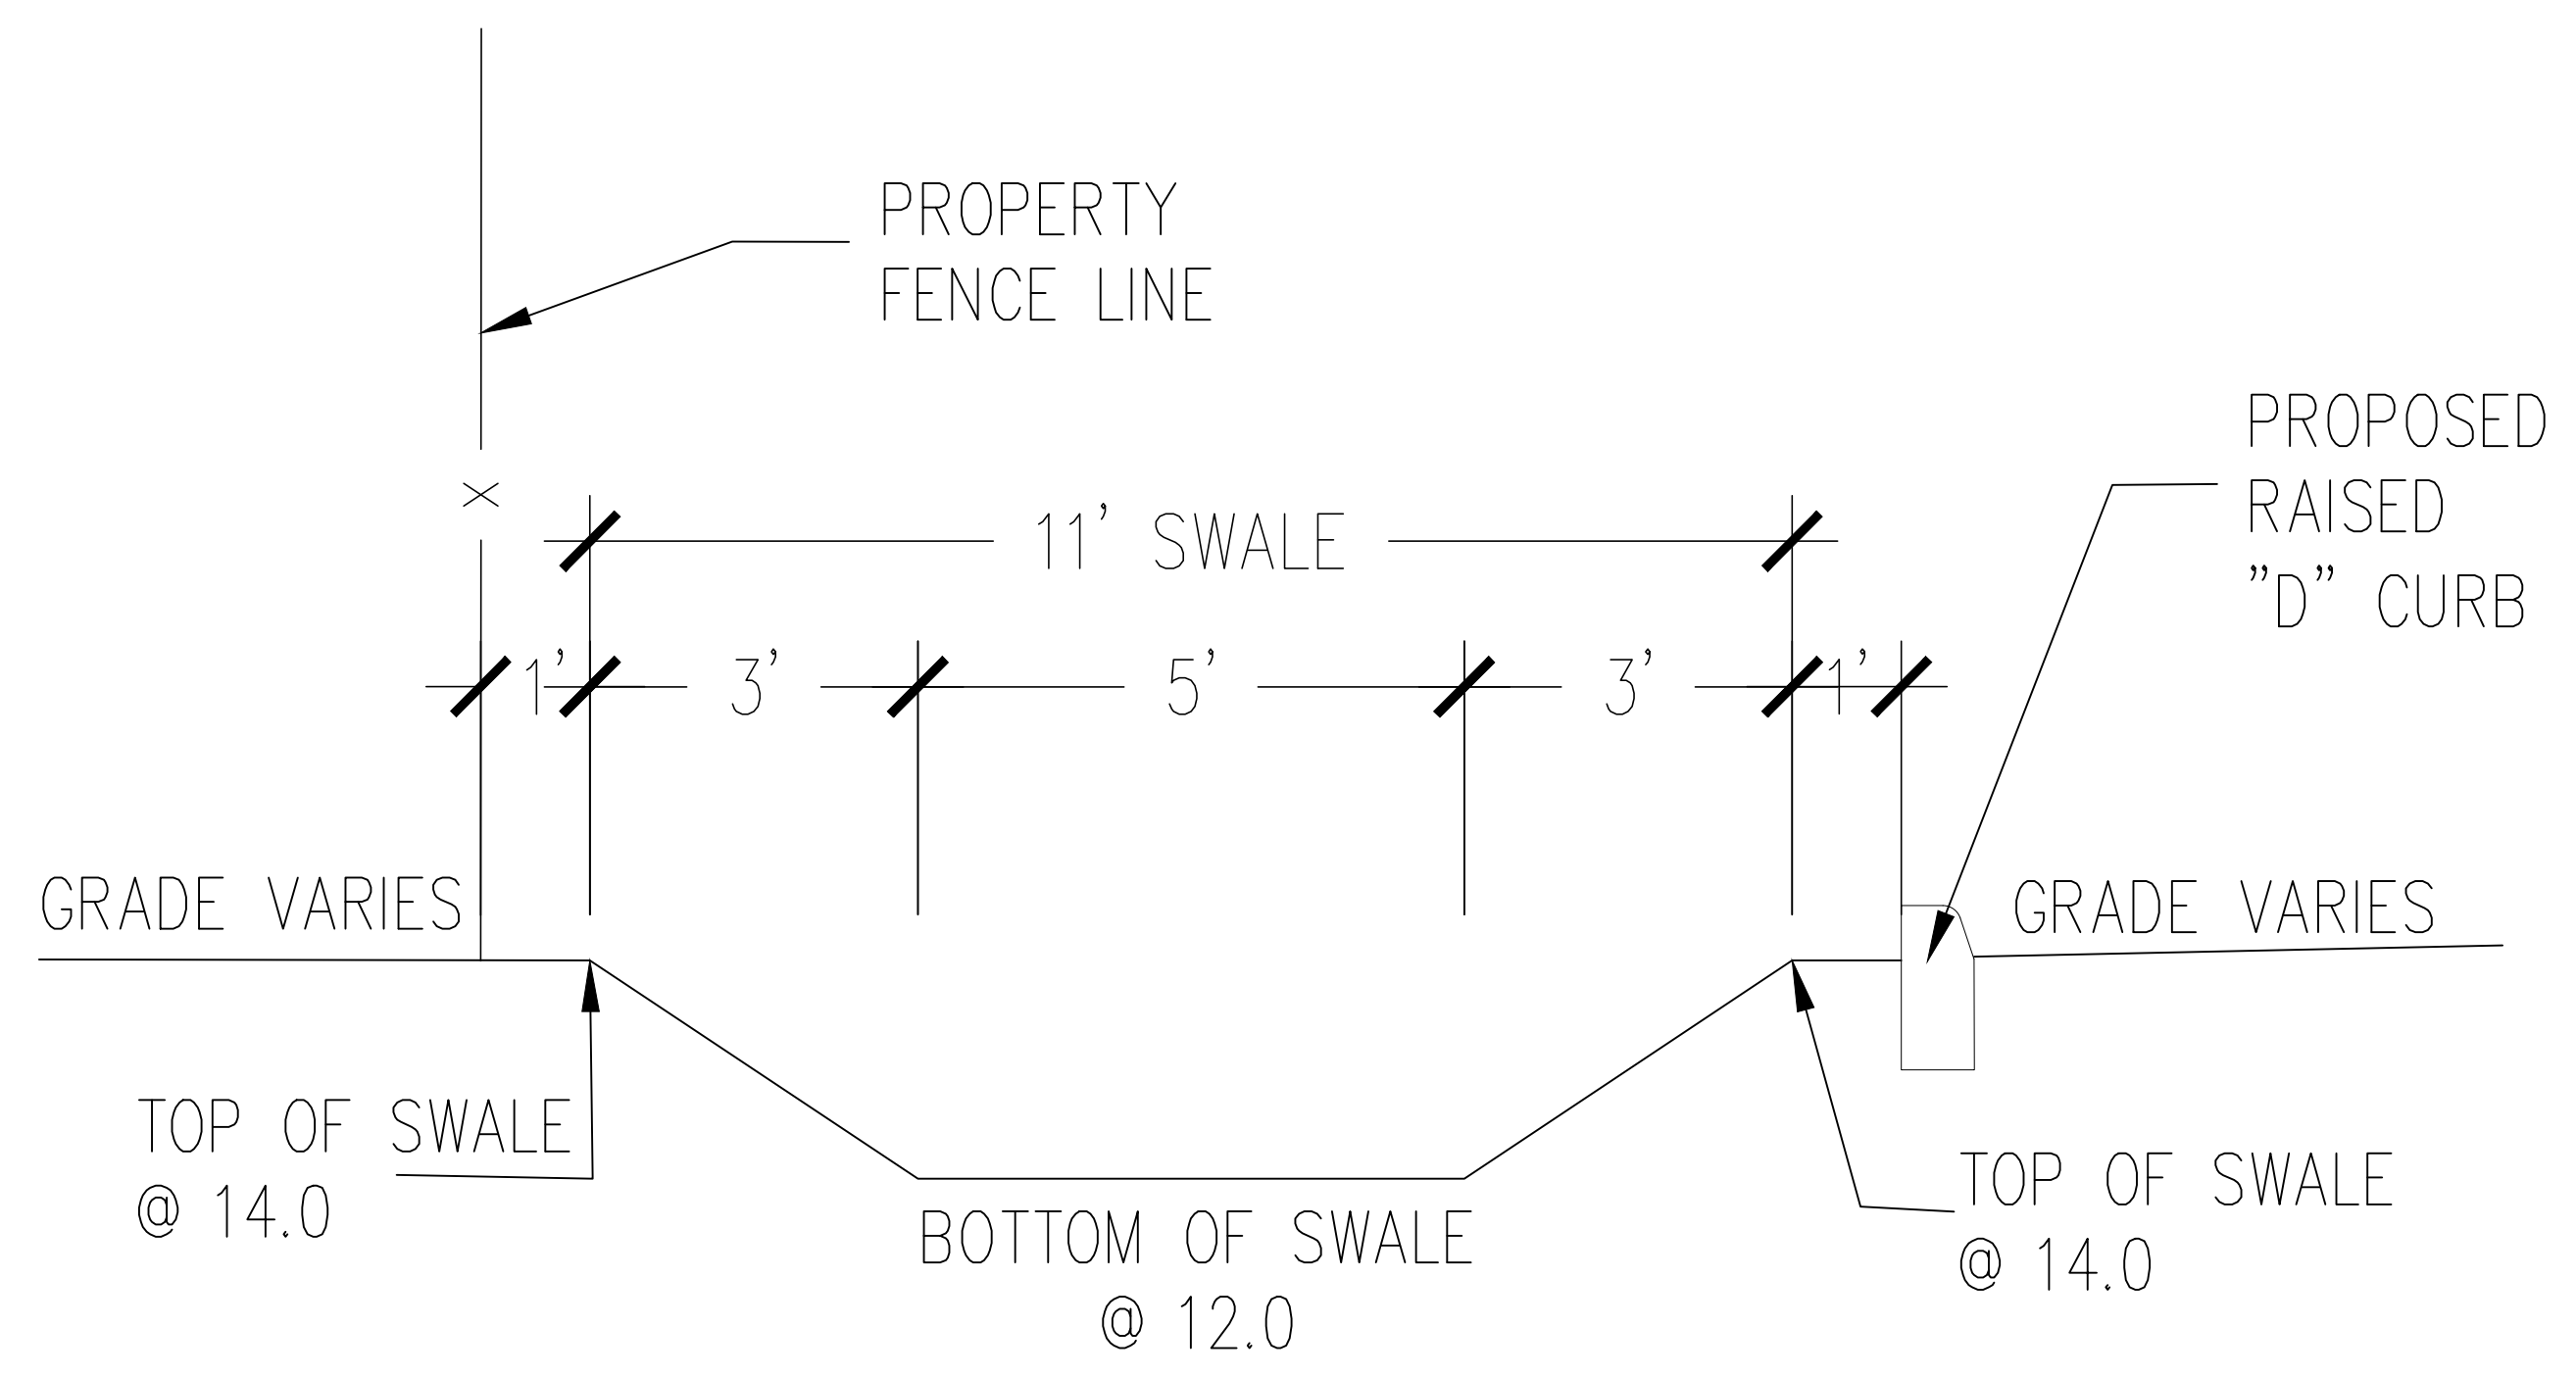 PROPERTY
FENCE LINE
PROPOSED
RAISED
"D" CURB
X
11' SWALE
1' 3' 5' 3' 1'
GRADE VARIES
GRADE VARIES
TOP OF SWALE
@ 14.0
TOP OF SWALE
@ 14.0
BOTTOM OF SWALE
@ 12.0